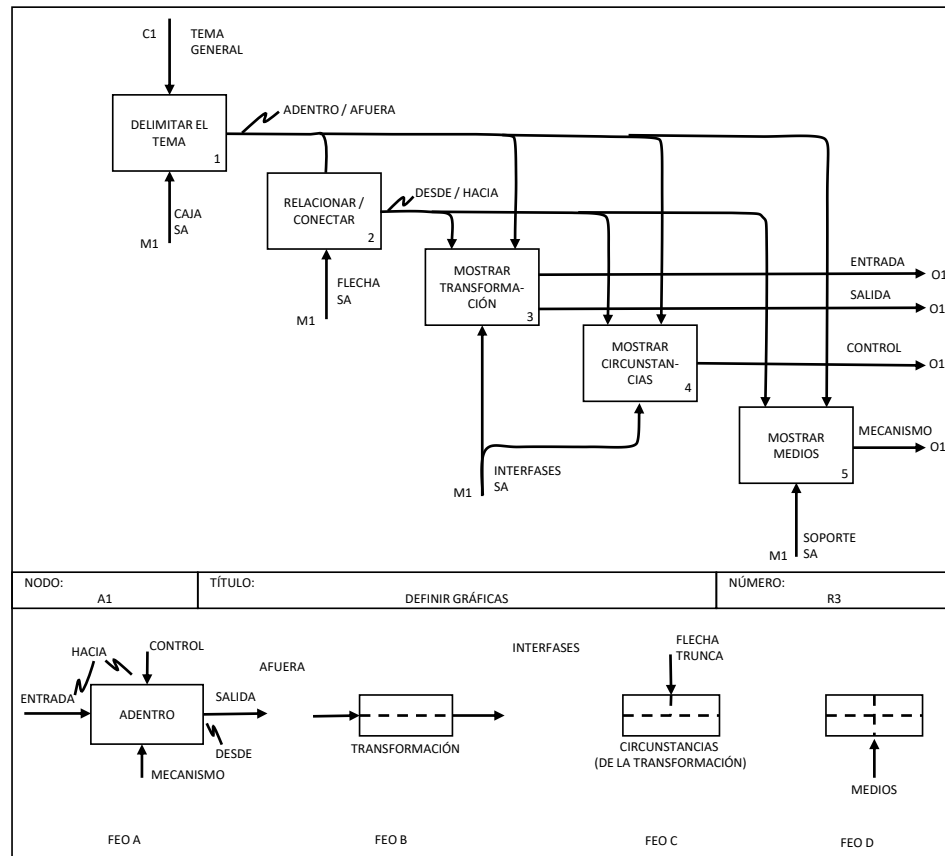 C1
TEMA
GENERAL
ADENTRO / AFUERA
DELIMITAR EL
TEMA
1
CAJA
SA
M1
DESDE / HACIA
RELACIONAR /
CONECTAR
2
FLECHA
SA
M1
MOSTRAR
TRANSFORMA-
CIÓN
3
ENTRADA
O1
SALIDA
O1
MOSTRAR
CIRCUNSTAN-
CIAS
4
CONTROL
O1
INTERFASES
SA
M1
MOSTRAR
MEDIOS
5
MECANISMO
O1
SOPORTE
SA
M1
NODO:
A1
TÍTULO:
DEFINIR GRÁFICAS
NÚMERO:
R3
HACIA
CONTROL
ENTRADA
ADENTRO
SALIDA
DESDE
MECANISMO
AFUERA
FEO A
TRANSFORMACIÓN
FEO B
INTERFASES
FLECHA
TRUNCA
CIRCUNSTANCIAS
(DE LA TRANSFORMACIÓN)
FEO C
MEDIOS
FEO D